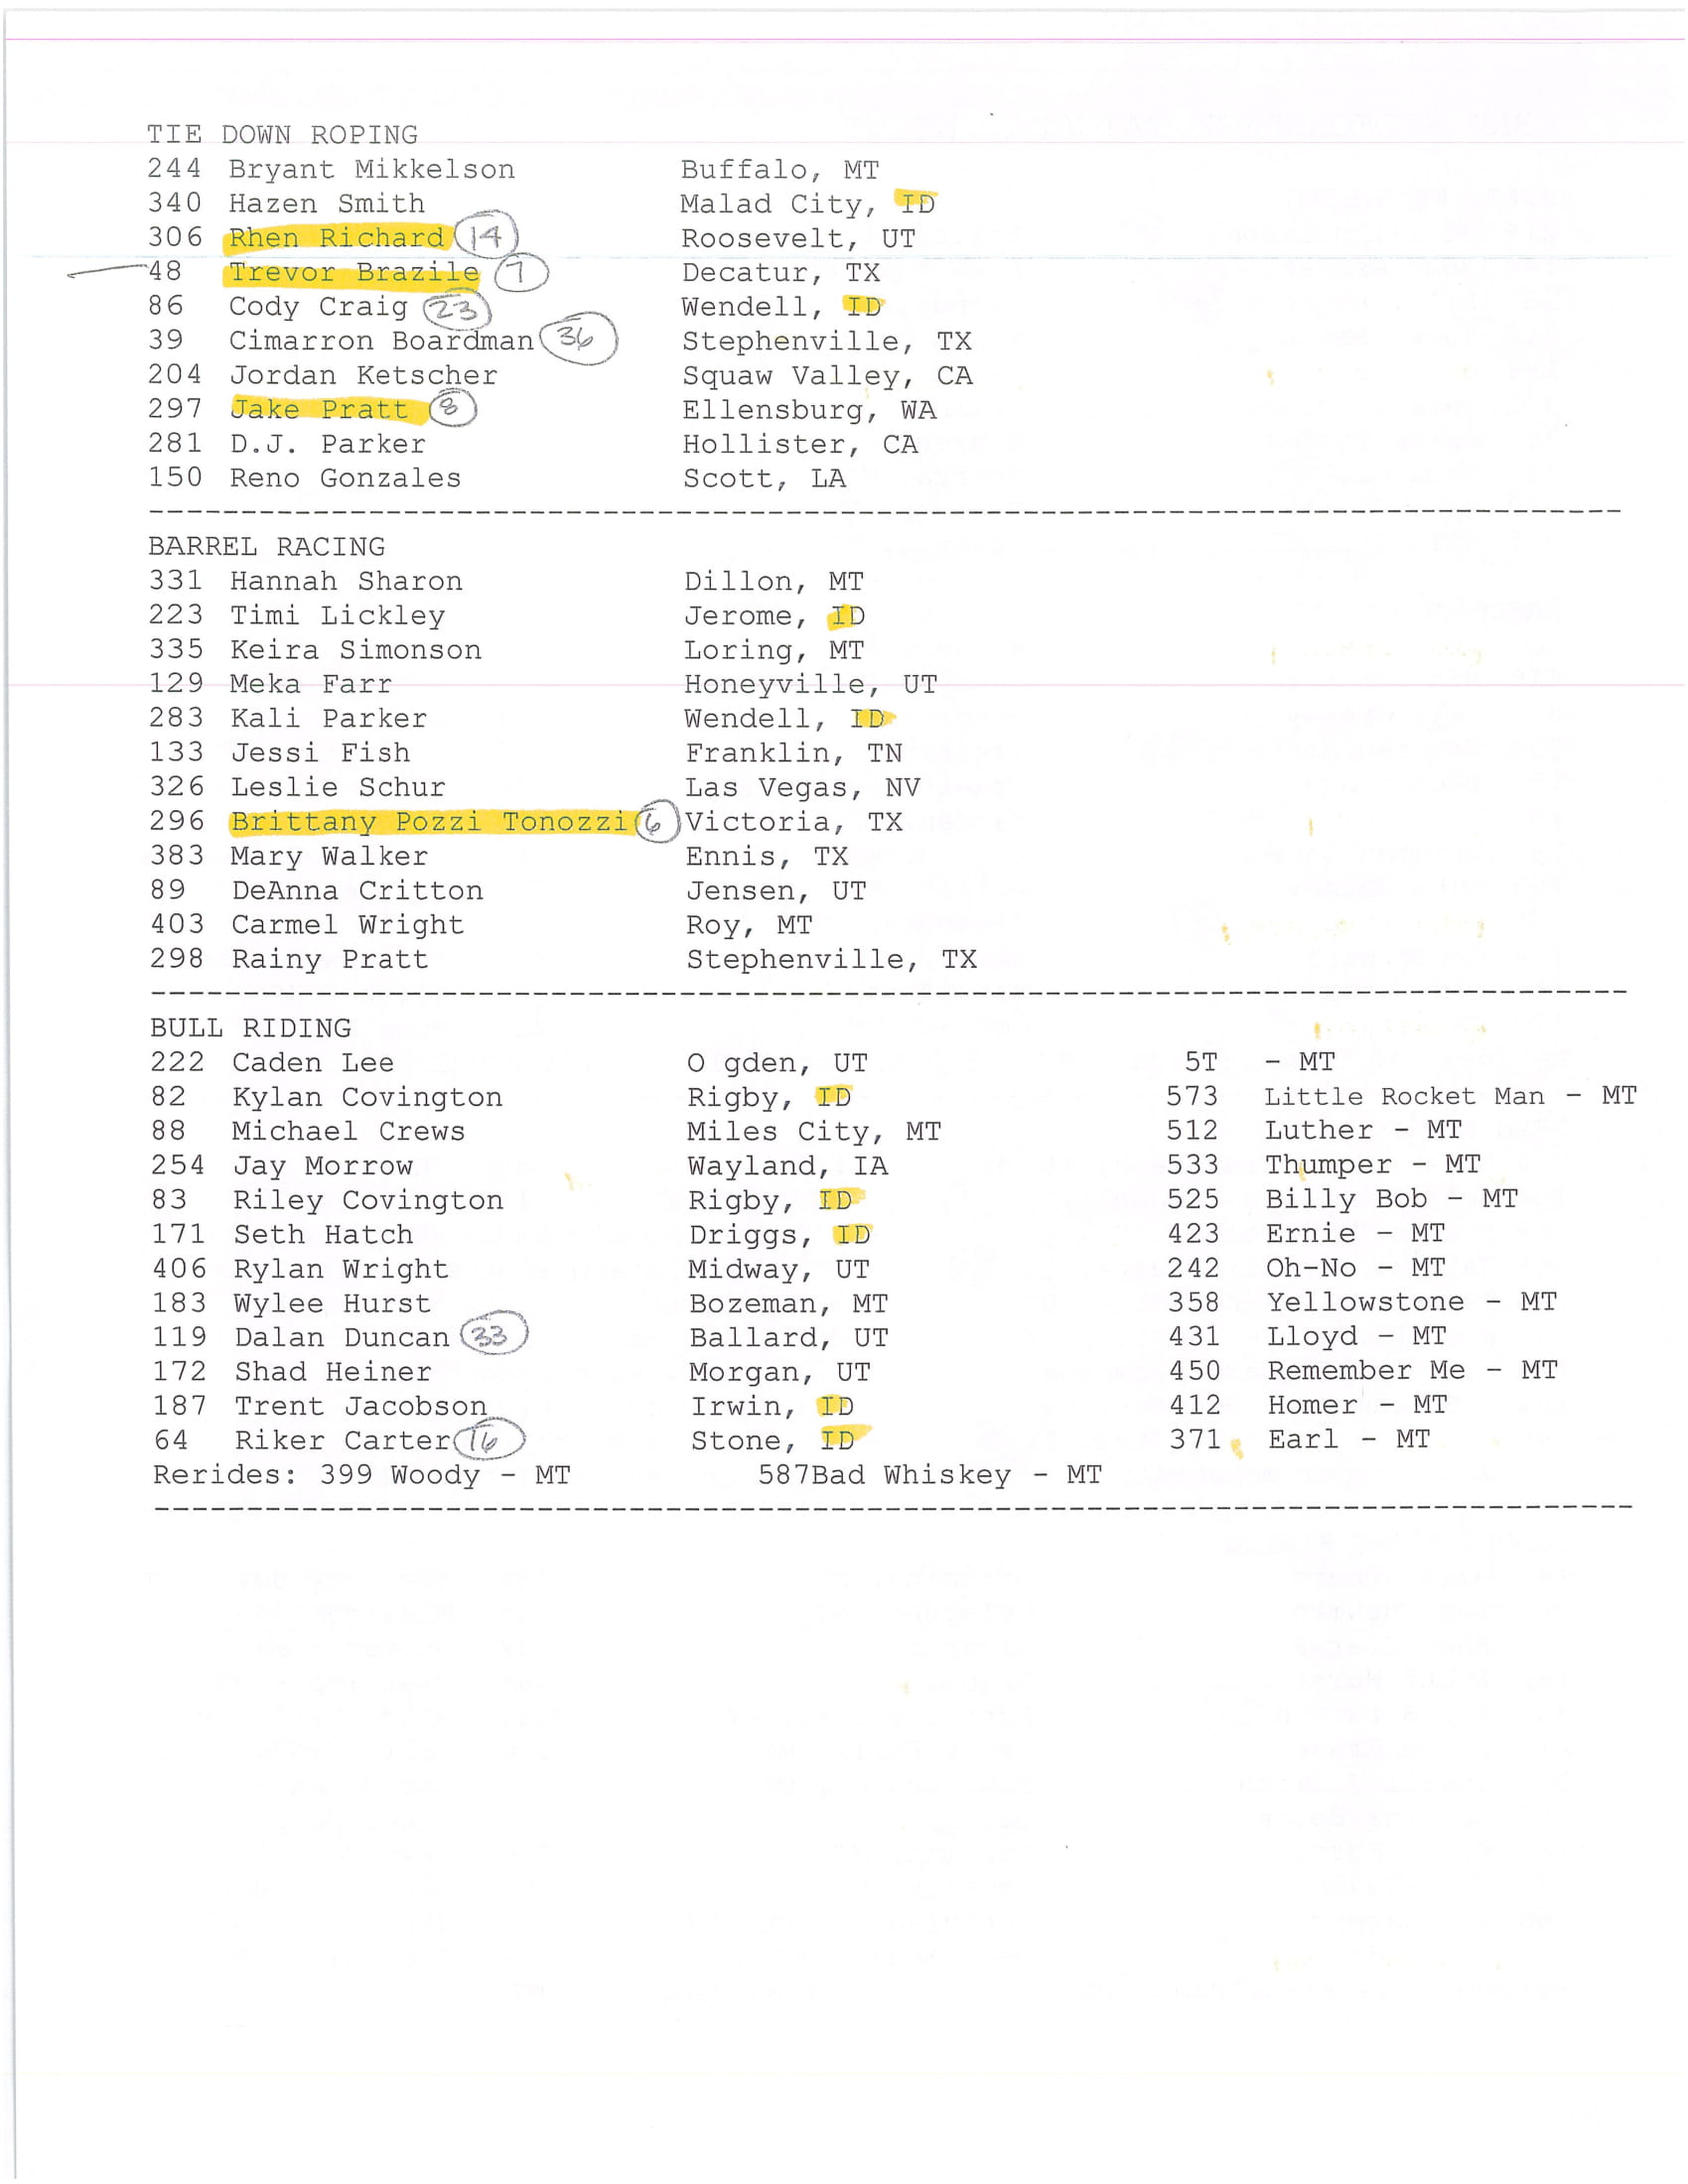 TIE DOWN ROPING
244 Bryant Mikkelson Buffalo, MT
340 Hazen Smith Malad City, ID
306 Rhen Richard 14 Roosevelt, UT
48 Trevor Brazile 7 Decatur, TX
86 Cody Craig 23 Wendell, ID
39 Cimarron Boardman 36 Stephenville, TX
204 Jordan Ketscher Squaw Valley, CA
297 Jake Pratt 8 Ellensburg, WA
281 D.J. Parker Hollister, CA
150 Reno Gonzales Scott, LA
BARREL RACING
331 Hannah Sharon Dillon, MT
223 Timi Lickley Jerome, ID
335 Keira Simonson Loring, MT
129 Meka Farr Honeyville, UT
283 Kali Parker Wendell, ID
133 Jessi Fish Franklin, TN
326 Leslie Schur Las Vegas, NV
296 Brittany Pozzi Tonozzi 6 Victoria, TX
383 Mary Walker Ennis, TX
89 DeAnna Critton Jensen, UT
403 Carmel Wright Roy, MT
298 Rainy Pratt Stephenville, TX
BULL RIDING
222 Caden Lee O gden, UT 5T - MT
82 Kylan Covington Rigby, ID 573 Little Rocket Man - MT
88 Michael Crews Miles City, MT 512 Luther - MT
254 Jay Morrow Wayland, IA 533 Thumper - MT
83 Riley Covington Rigby, ID 525 Billy Bob - MT
171 Seth Hatch Driggs, ID 423 Ernie - MT
406 Rylan Wright Midway, UT 242 Oh-No - MT
183 Wylee Hurst Bozeman, MT 358 Yellowstone - MT
119 Dalan Duncan 33 Ballard, UT 431 Lloyd - MT
172 Shad Heiner Morgan, UT 450 Remember Me - MT
187 Trent Jacobson Irwin, ID 412 Homer - MT
64 Riker Carter 16 Stone, ID 371 Earl - MT
Rerides: 399 Woody - MT 587Bad Whiskey - MT